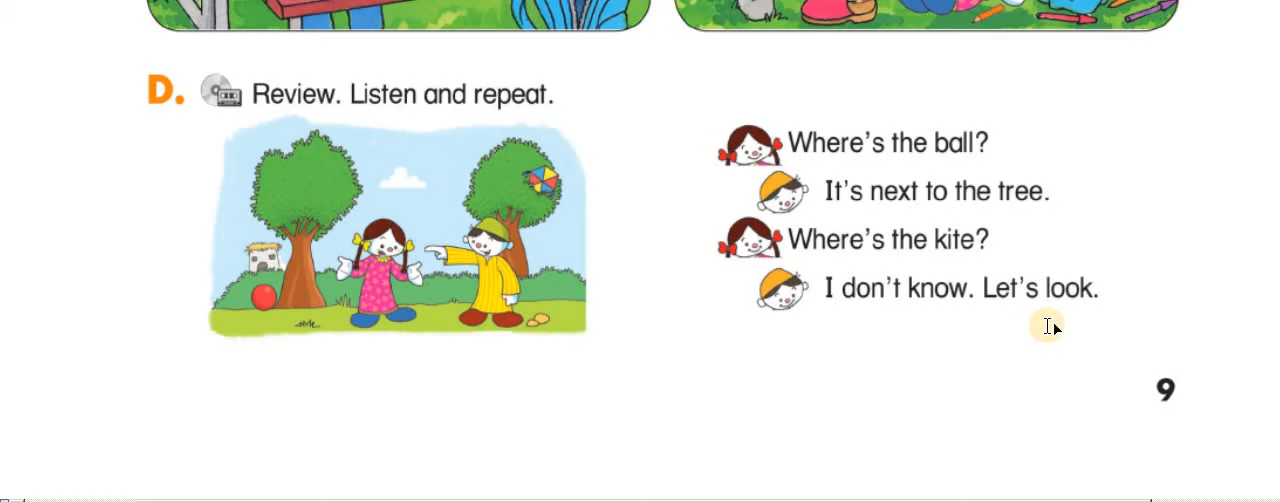 D. Review. Listen and repeat.
Where's the ball?
It's next to the tree.
Where's the kite?
I don't know. Let's look.
9